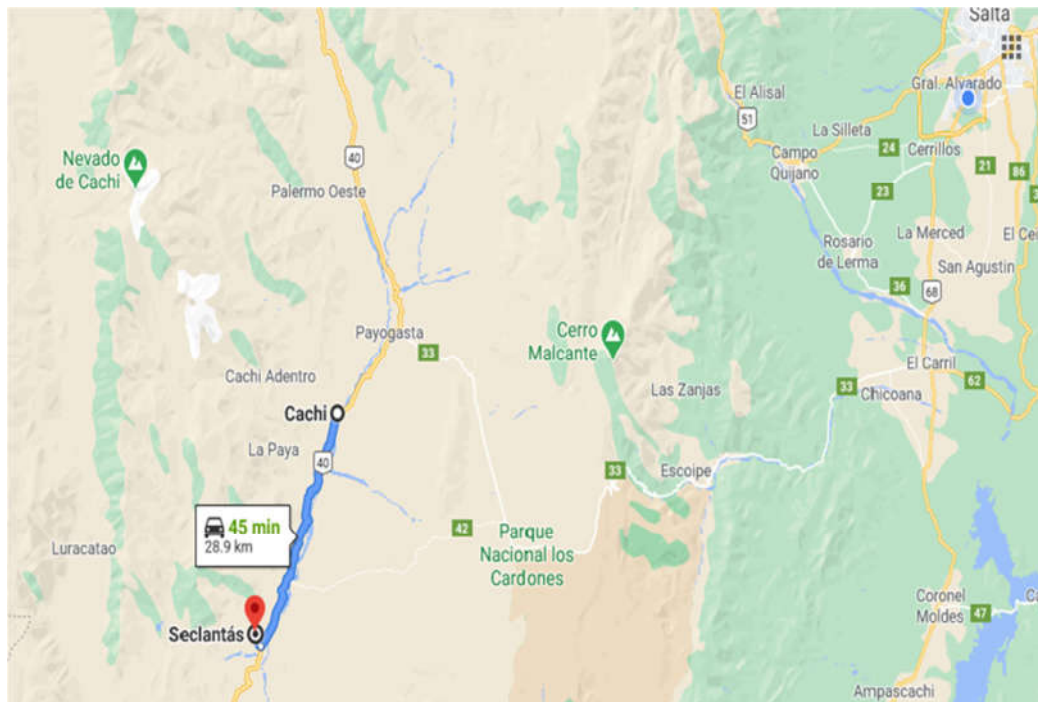 Salta
Gral. Alvarado
El Alisal
51
La Silleta
24
Cerrillos
21
86
Campo
Quijano
23
Nevado
de Cachi
40
Palermo Oeste
La Merced
Rosario
de Lerma
San Agustin
36
68
Payogasta
33
Cerro
Malcante
El Carril
62
Cachi Adentro
Las Zanjas
33
Chicoana
Cachi
La Paya
40
Escoipe
33
45 min
28.9 km
42
Parque
Nacional los
Cardones
Luracatao
Seclantás
Coronel
Moldes
47
Ampascachi